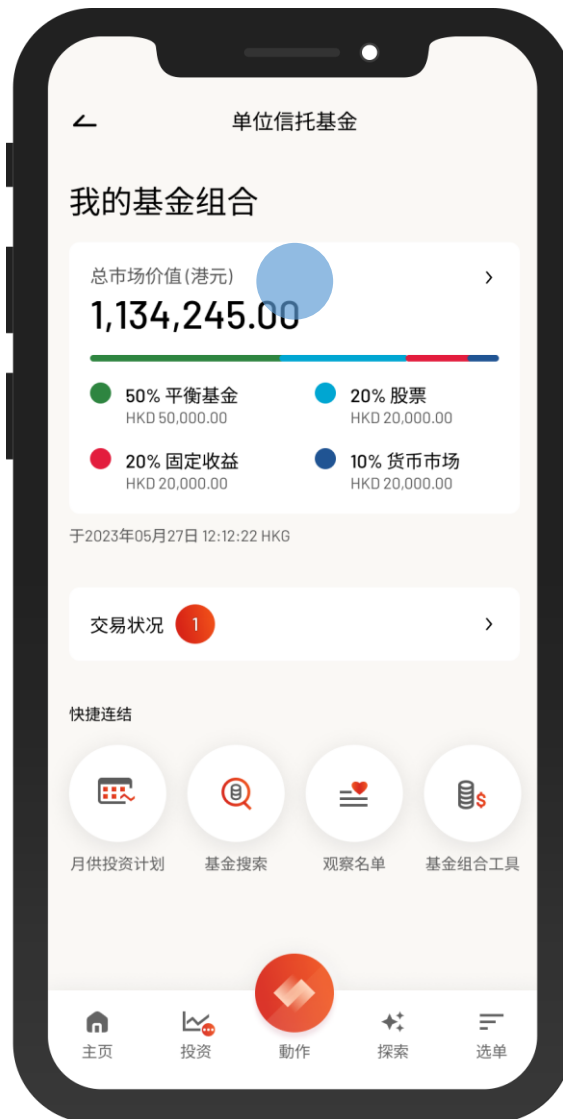 单位信托基金
我的基金组合
总市场价值(港元)
1,134,245.00
50% 平衡基金
HKD 50,000.00
20% 股票
HKD 20,000.00
20% 固定收益
HKD 20,000.00
10% 货币市场
HKD 20,000.00
于2023年05月27日 12:12:22 HKG
交易状况 1
快捷连结
月供投资计划 基金搜索 观察名单 基金组合工具
主页 投资 動作 探索 选单